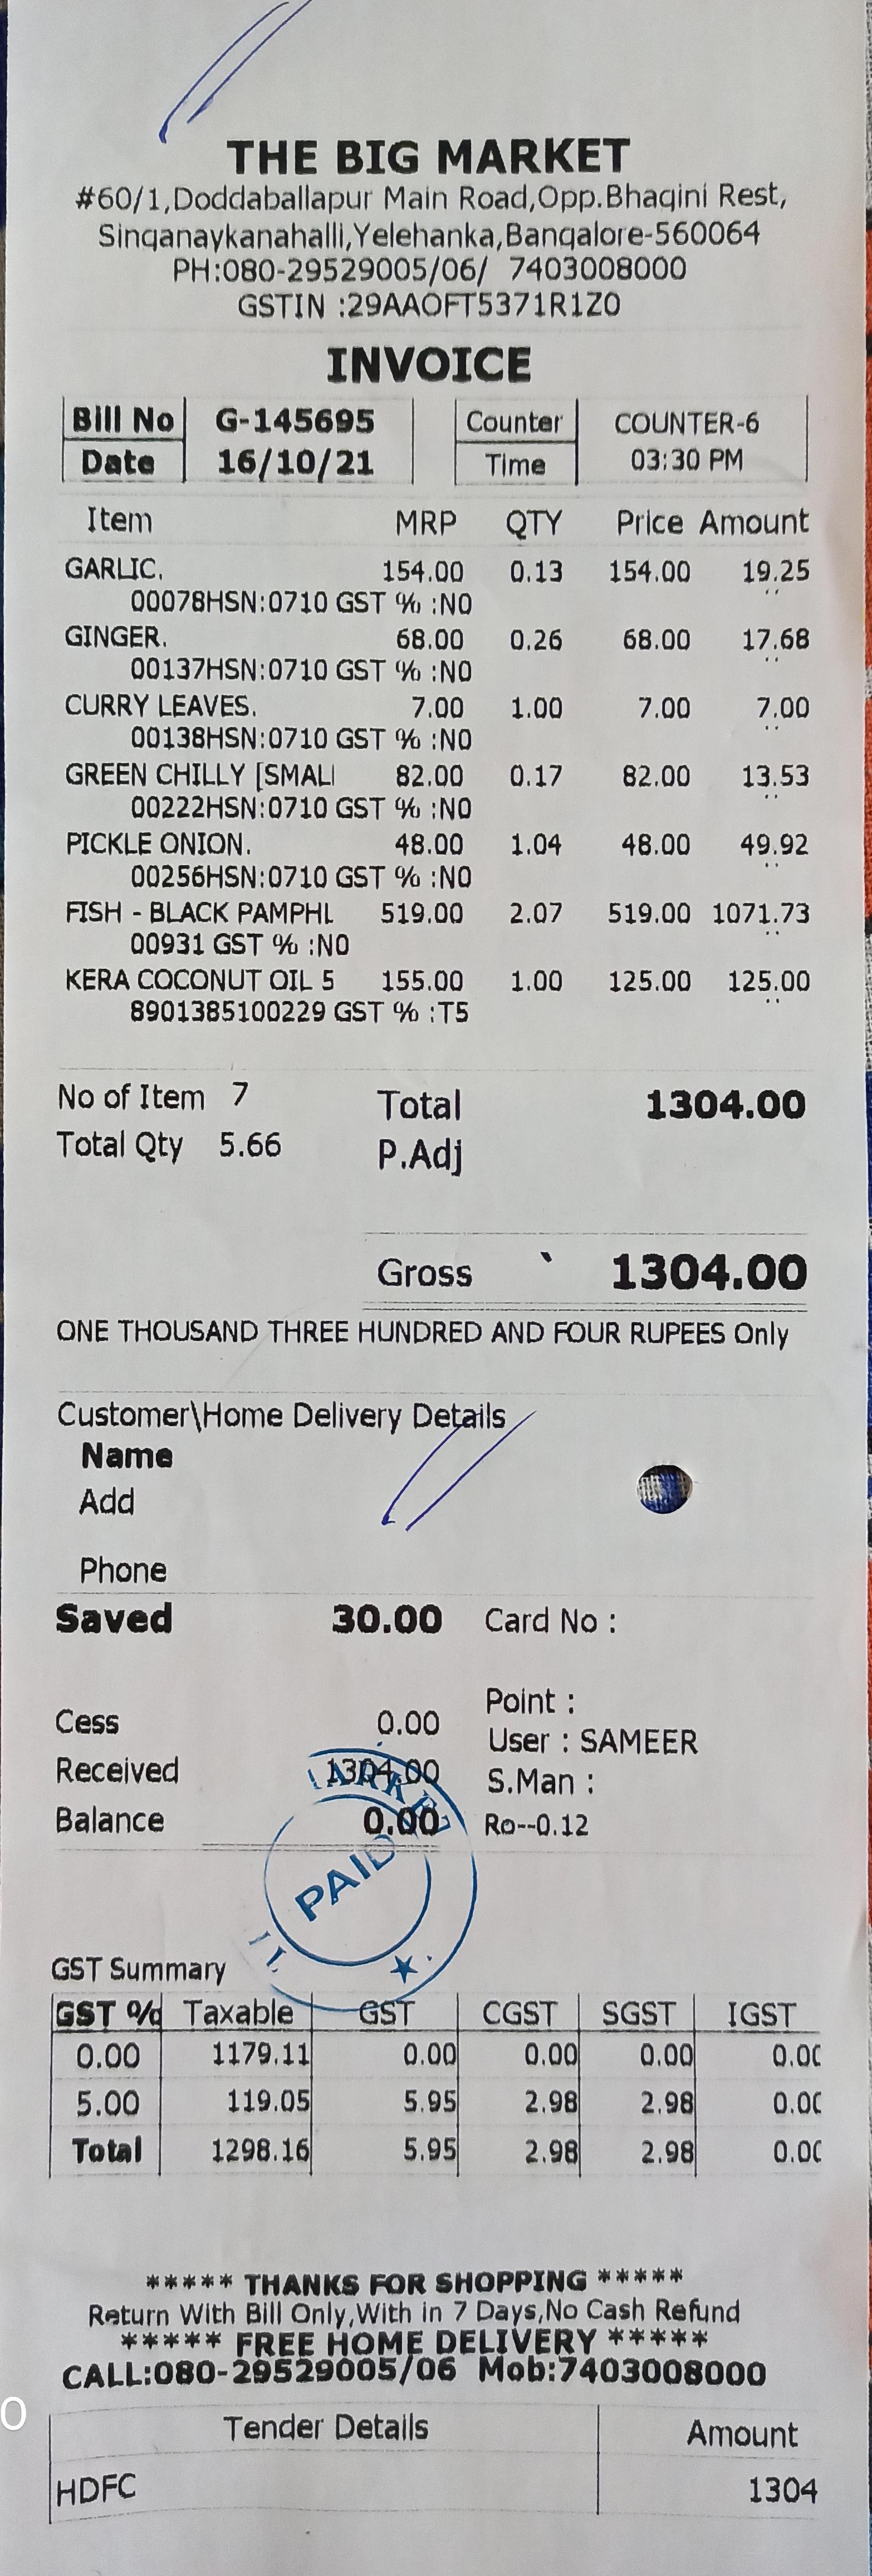 THE BIG MARKET
#60/1,Doddaballapur Main Road,Opp.Bhagini Rest,
Singanaykanahalli,Yelehanka,Bangalore-560064
PH:080-29529005/06/ 7403008000
GSTIN :29AAOFT5371R1ZO
INVOICE
Bill No G-145695 Counter COUNTER-6
Date 16/10/21 Time 03:30 PM
Item MRP QTY Price Amount
GARLIC. 154.00 0.13 154.00 19.25
00078HSN:0710 GST % :N0
GINGER. 68.00 0.26 68.00 17.68
00137HSN:0710 GST % :N0
CURRY LEAVES. 7.00 1.00 7.00 7.00
00138HSN:0710 GST % :N0
GREEN CHILLY [SMALI 82.00 0.17 82.00 13.53
00222HSN:0710 GST % :N0
PICKLE ONION. 48.00 1.04 48.00 49.92
00256HSN:0710 GST % :N0
FISH - BLACK PAMPHL 519.00 2.07 519.00 1071.73
00931 GST % :N0
KERA COCONUT OIL 5 155.00 1.00 125.00 125.00
8901385100229 GST % :T5
No of Item 7 Total 1304.00
Total Qty 5.66 P.Adj
Gross ` 1304.00
ONE THOUSAND THREE HUNDRED AND FOUR RUPEES Only
Customer\Home Delivery Details
Name
Add
Phone
Saved 30.00 Card No :
Point :
Cess 0.00
User : SAMEER
Received 1304.00 S.Man :
Balance 0.00 Ro--0.12
PAID
GST Summary
GST % Taxable GST CGST SGST IGST
0.00 1179.11 0.00 0.00 0.00 0.00
5.00 119.05 5.95 2.98 2.98 0.00
Total 1298.16 5.95 2.98 2.98 0.00
***** THANKS FOR SHOPPING *****
Return With Bill Only,With in 7 Days,No Cash Refund
***** FREE HOME DELIVERY *****
CALL:080-29529005/06 Mob:7403008000
Tender Details Amount
HDFC 1304